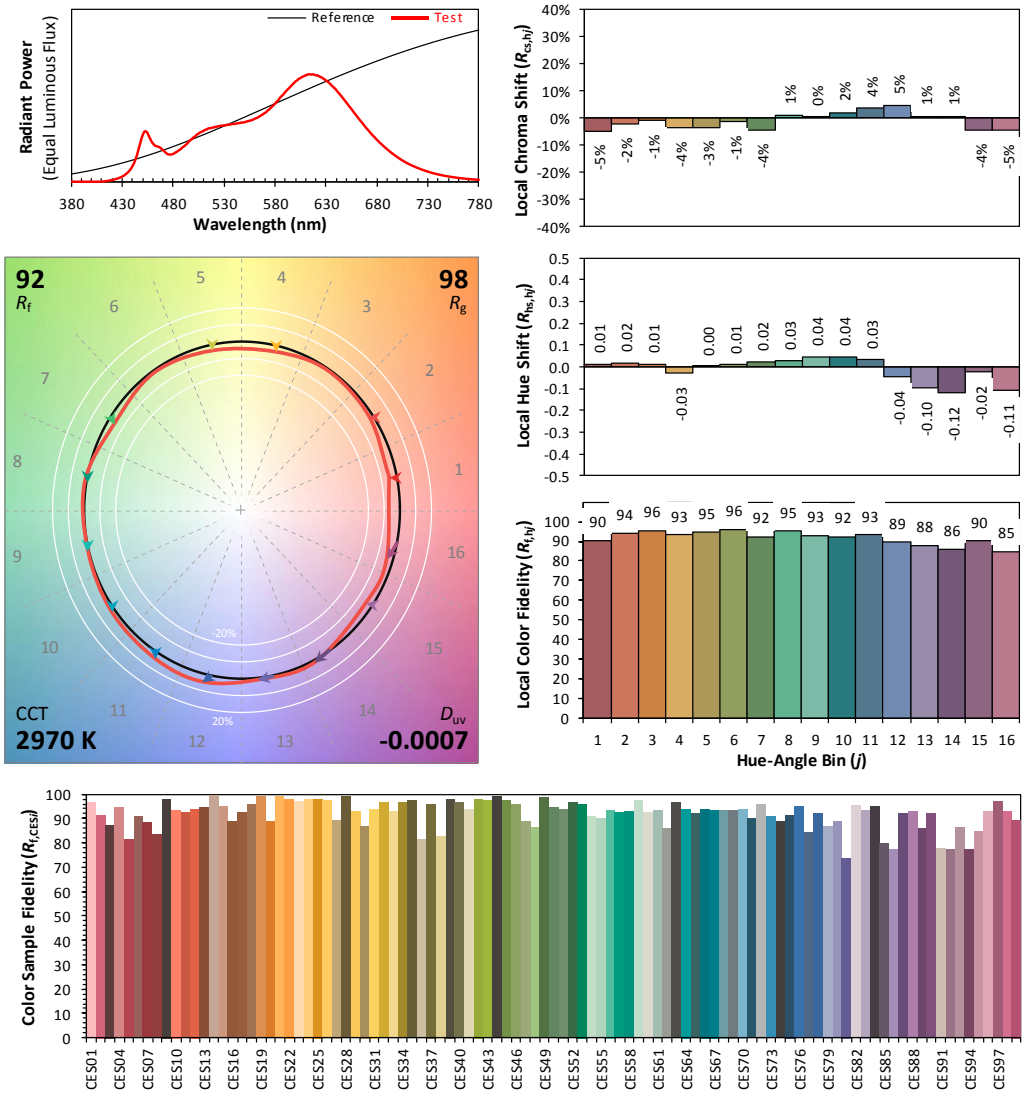 Reference Test
Radiant Power
(Equal Luminous Flux)
380 430 480 530 580 630 680 730 780
Wavelength (nm)
Local Chroma Shift (Rcs,hj)
40%
30%
20%
10%
0%
-10%
-20%
-30%
-40%
-5% -2% -1% -4% -3% -1% -4% 1% 0% 2% 4% 5% 1% 1% -4% -5%
92
Rf
98
Rg
5 4
6 3
7 2
8 1
9 16
10 15
11 14
12 13
-20%
20%
CCT
2970 K
Duv
-0.0007
Local Hue Shift (Rhs,hj)
0.5
0.4
0.3
0.2
0.1
0.0
-0.1
-0.2
-0.3
-0.4
-0.5
0.01 0.02 0.01 -0.03 0.00 0.01 0.02 0.03 0.04 0.04 0.03 -0.04 -0.10 -0.12 -0.02 -0.11
Local Color Fidelity (Rf,hj)
100
90
80
70
60
50
40
30
20
10
0
90 94 96 93 95 96 92 95 93 92 93 89 88 86 90 85
1 2 3 4 5 6 7 8 9 10 11 12 13 14 15 16
Hue-Angle Bin (j)
Color Sample Fidelity (Rf,CESi)
100
90
80
70
60
50
40
30
20
10
0
CES01 CES04 CES07 CES10 CES13 CES16 CES19 CES22 CES25 CES28 CES31 CES34 CES37 CES40 CES43 CES46 CES49 CES52 CES55 CES58 CES61 CES64 CES67 CES70 CES73 CES76 CES79 CES82 CES85 CES88 CES91 CES94 CES97